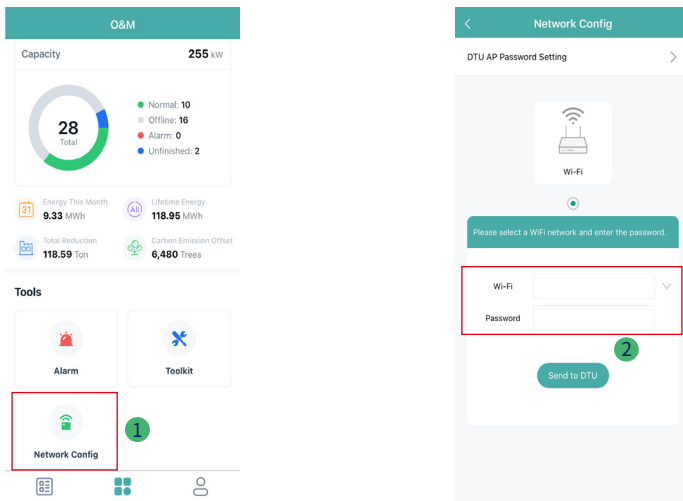 O&M
Capacity 255 kW
28
Total
Normal: 10
Offline: 16
Alarm: 0
Unfinished: 2
31
Energy This Month
9.33 MWh
All
Lifetime Energy
118.95 MWh
Total Reduction
118.59 Ton
Carbon Emission Offset
6,480 Trees
Tools
Alarm
Toolkit
Network Config
1
Network Config
DTU AP Password Setting
Wi-Fi
Please select a WiFi network and enter the password.
Wi-Fi
Password
2
Send to DTU